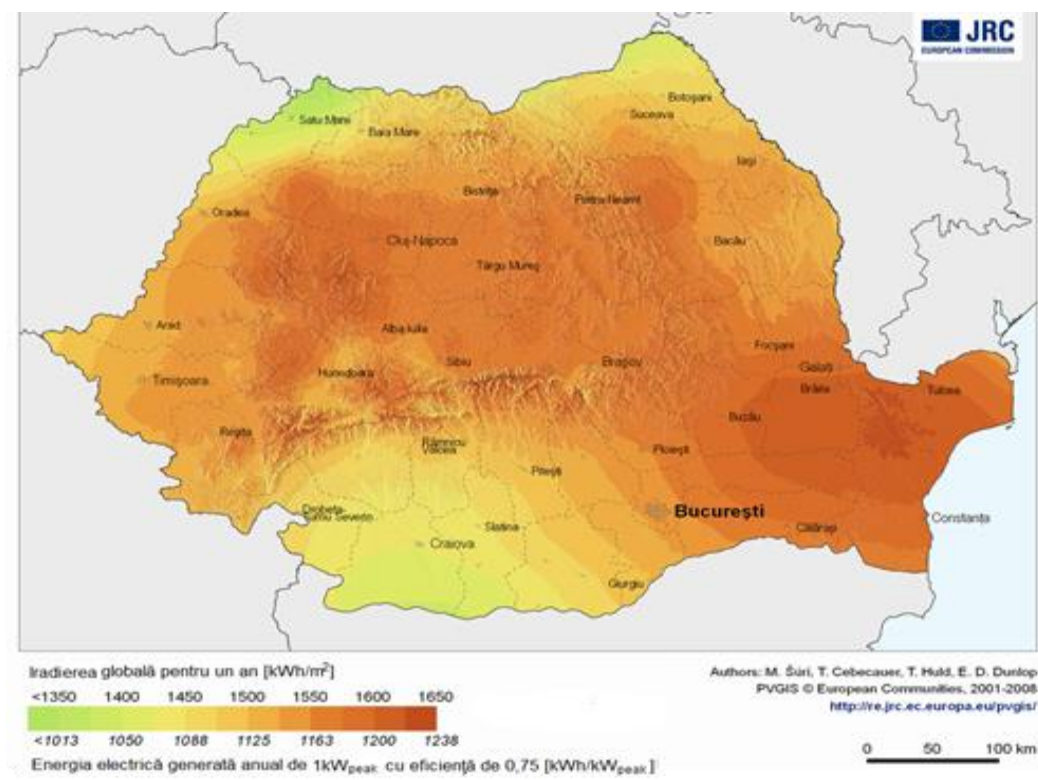 JRC
EUROPEAN COMMISSION
Botoşani
Satu Mare
Suceava
Baia Mare
Iaşi
Bistriţa
Piatra-Neamţ
Oradea
Cluj-Napoca
Bacău
Târgu Mureş
Arad
Alba Iulia
Focşani
Sibiu
Braşov
Galaţi
Hunedoara
Timişoara
Brăila
Tulcea
Buzău
Reşiţa
Râmnicu
Vâlcea
Ploieşti
Piteşti
Drobeta-
Turnu Severin
Bucureşti
Constanţa
Slatina
Călăraşi
Craiova
Giurgiu
Iradierea globală pentru un an [kWh/m²]
<1350 1400 1450 1500 1550 1600 1650
<1013 1050 1088 1125 1163 1200 1238
Energia electrică generată anual de 1kWpeak cu eficienţă de 0,75 [kWh/kWpeak]
Authors: M. Šúri, T. Cebecauer, T. Huld, E. D. Dunlop
PVGIS © European Communities, 2001-2008
http://re.jrc.ec.europa.eu/pvgis/
0 50 100 km